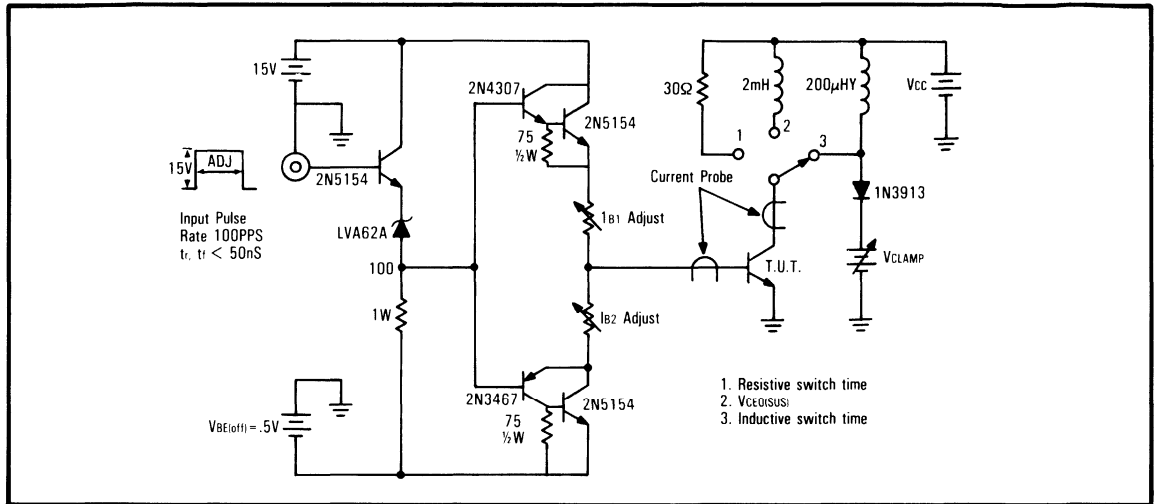 15V
2N4307
30Ω
2mH
200μHY
VCC
75
½W
2N5154
1
2
3
15V
ADJ
2N5154
Current Probe
1N3913
Input Pulse
Rate 100PPS
tr, tf < 50nS
LVA62A
IB1 Adjust
100
T.U.T.
VCLAMP
1W
IB2 Adjust
2N3467
2N5154
VBE(off) = .5V
75
½W
1. Resistive switch time
2. VCEO(SUS)
3. Inductive switch time